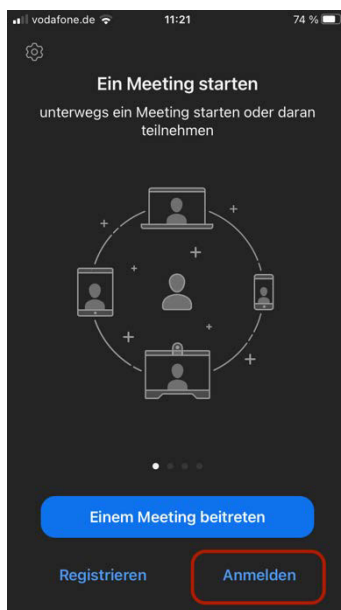 vodafone.de 11:21 74 %
Ein Meeting starten
unterwegs ein Meeting starten oder daran
teilnehmen
Einem Meeting beitreten
Registrieren Anmelden